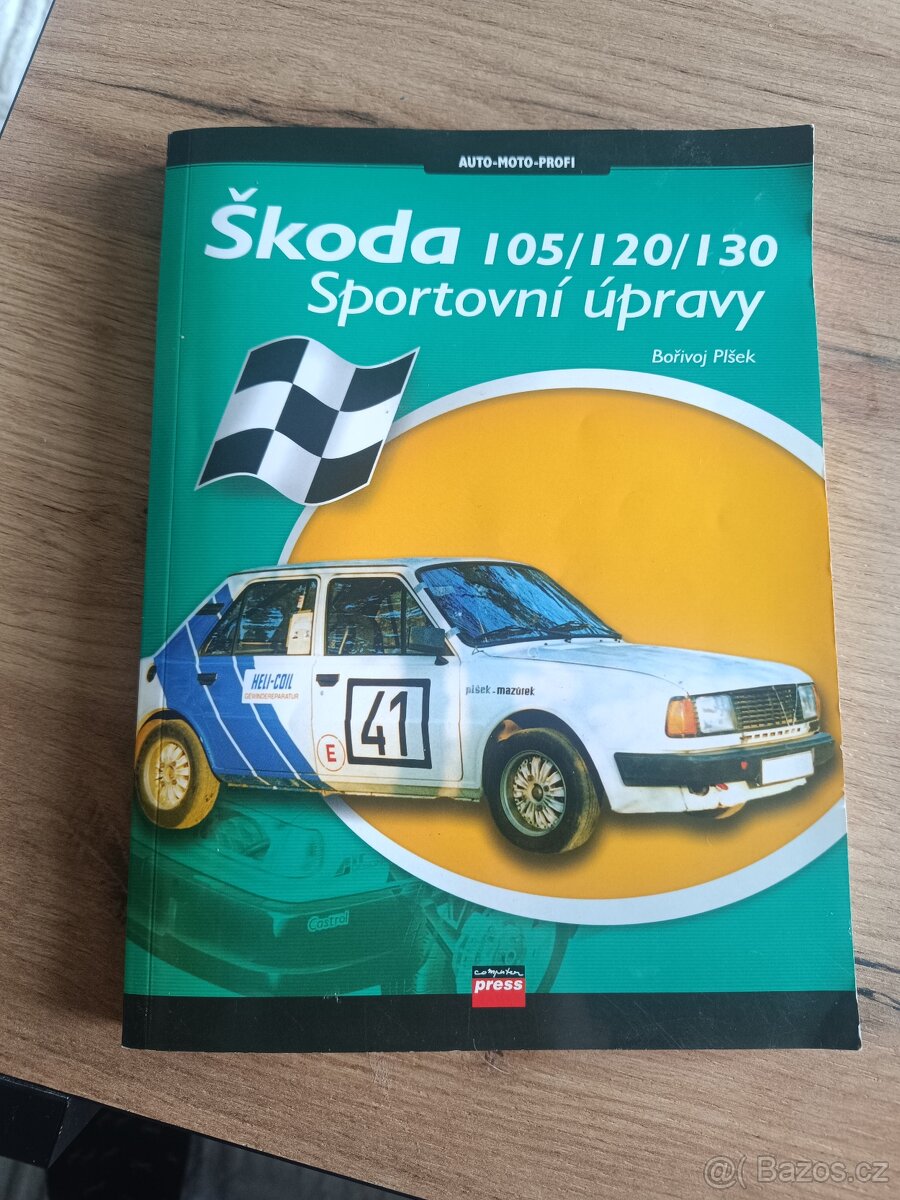 AUTO-MOTO-PROFI
Škoda 105/120/130
Sportovní úpravy
Bořivoj Plšek
HELI-COIL
GEWINDEREPARATUR
plšek-mazúrek
41
E
Castrol
computer
press
@( Bazos.cz